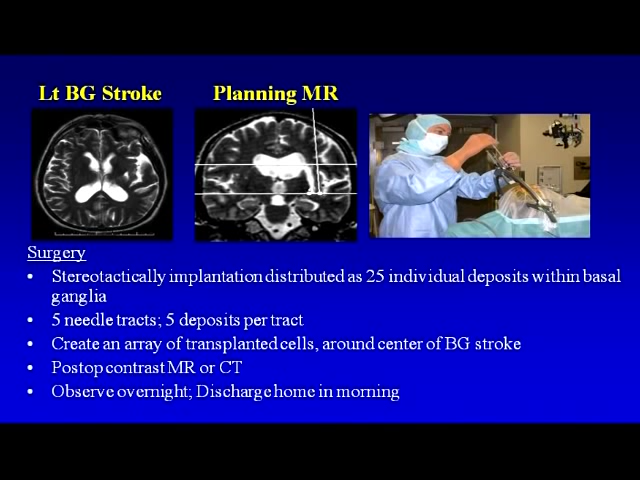 Lt BG Stroke
Planning MR
Surgery
• Stereotactically implantation distributed as 25 individual deposits within basal
ganglia
• 5 needle tracts; 5 deposits per tract
• Create an array of transplanted cells, around center of BG stroke
• Postop contrast MR or CT
• Observe overnight; Discharge home in morning